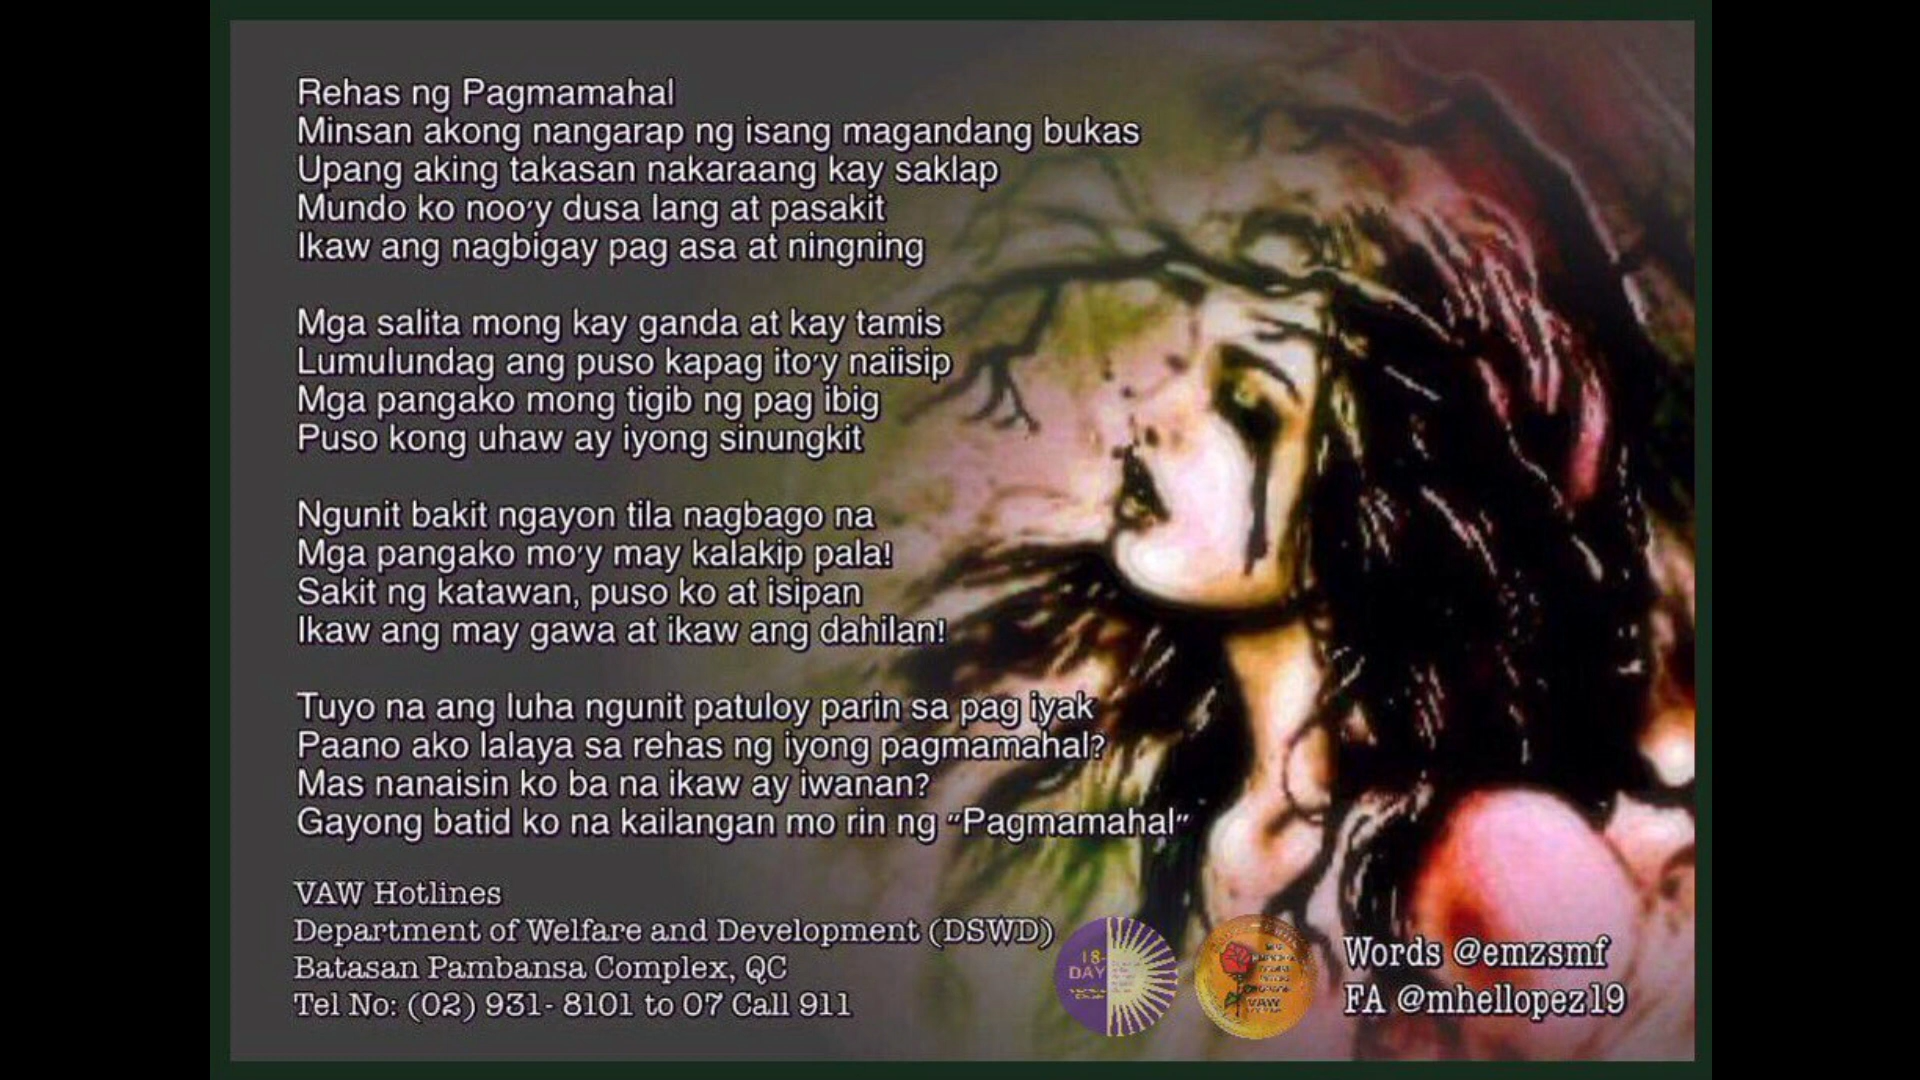 Rehas ng Pagmamahal
Minsan akong nangarap ng isang magandang bukas
Upang aking takasan nakaraang kay saklap
Mundo ko noo'y dusa lang at pasakit
Ikaw ang nagbigay pag asa at ningning
Mga salita mong kay ganda at kay tamis
Lumulundag ang puso kapag ito'y naiisip
Mga pangako mong tigib ng pag ibig
Puso kong uhaw ay iyong sinungkit
Ngunit bakit ngayon tila nagbago na
Mga pangako mo'y may kalakip pala!
Sakit ng katawan, puso ko at isipan
Ikaw ang may gawa at ikaw ang dahilan!
Tuyo na ang luha ngunit patuloy parin sa pag iyak
Paano ako lalaya sa rehas ng iyong pagmamahal?
Mas nanaisin ko ba na ikaw ay iwanan?
Gayong batid ko na kailangan mo rin ng "Pagmamahal"
VAW Hotlines
Department of Welfare and Development (DSWD)
Batasan Pambansa Complex, QC
Tel No: (02) 931- 8101 to 07 Call 911
18-
DAY
VAW
Words @emzsmf
FA @mhellopez19